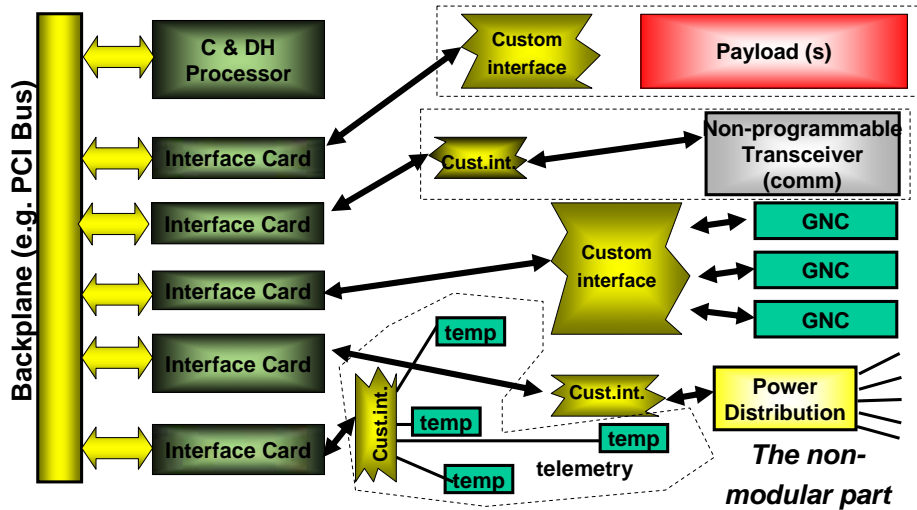 Backplane (e.g. PCI Bus)
C & DH
Processor
Custom
interface
Payload (s)
Interface Card
Cust.int.
Non-programmable
Transceiver
(comm)
Interface Card
GNC
Custom
interface
GNC
Interface Card
GNC
temp
Interface Card
Cust.int.
Power
Distribution
Cust.int.
temp
temp
Interface Card
telemetry
temp
The non-
modular part